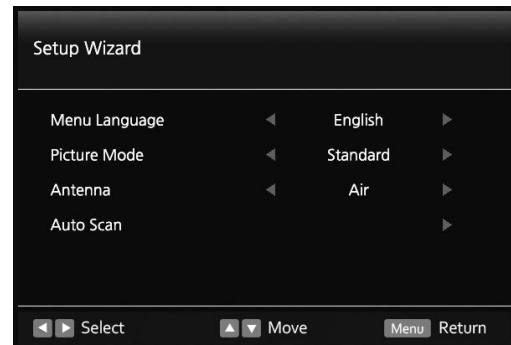 Setup Wizard
Menu Language English
Picture Mode Standard
Antenna Air
Auto Scan
Select Move Menu Return